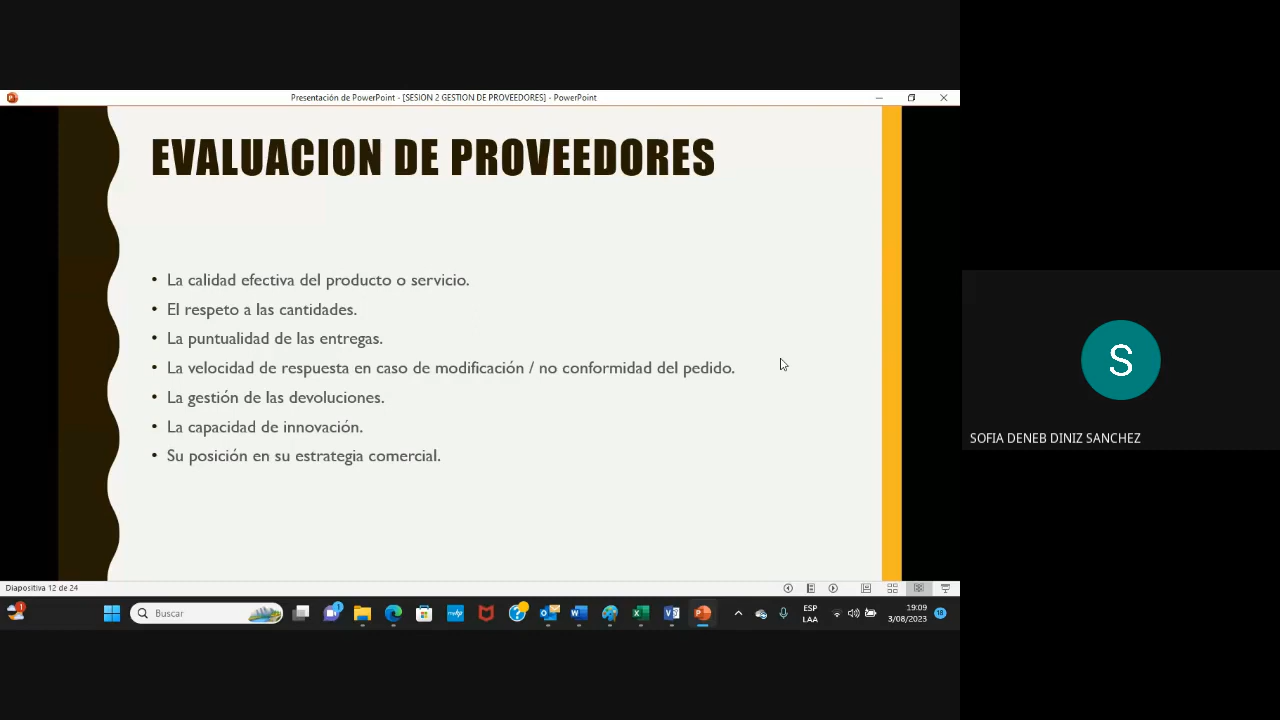 Presentación de PowerPoint - [SESION 2 GESTION DE PROVEEDORES] - PowerPoint
EVALUACION DE PROVEEDORES
• La calidad efectiva del producto o servicio.
• El respeto a las cantidades.
• La puntualidad de las entregas.
• La velocidad de respuesta en caso de modificación / no conformidad del pedido.
• La gestión de las devoluciones.
• La capacidad de innovación.
• Su posición en su estrategia comercial.
S
SOFIA DENEB DINIZ SANCHEZ
Diapositiva 12 de 24
1
Buscar
1
ESP
LAA
19:09
3/08/2023
18